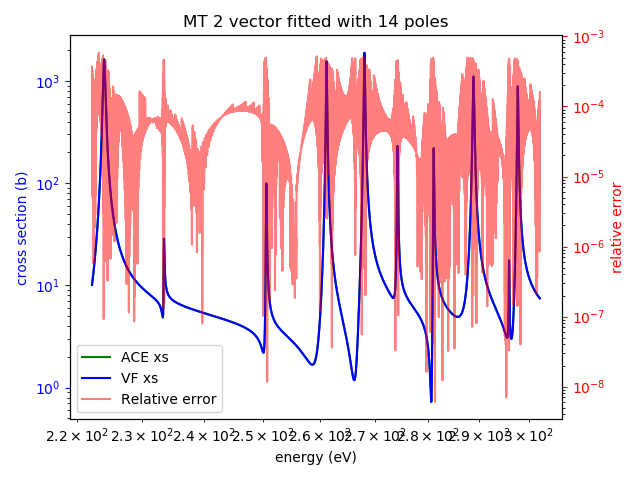 MT 2 vector fitted with 14 poles
10³
10²
10¹
10⁰
cross section (b)
10⁻³
10⁻⁴
10⁻⁵
10⁻⁶
10⁻⁷
10⁻⁸
relative error
ACE xs
VF xs
Relative error
2.2 × 10² 2.3 × 10² 2.4 × 10² 2.5 × 10² 2.6 × 10² 2.7 × 10² 2.8 × 10² 2.9 × 10² 3 × 10²
energy (eV)